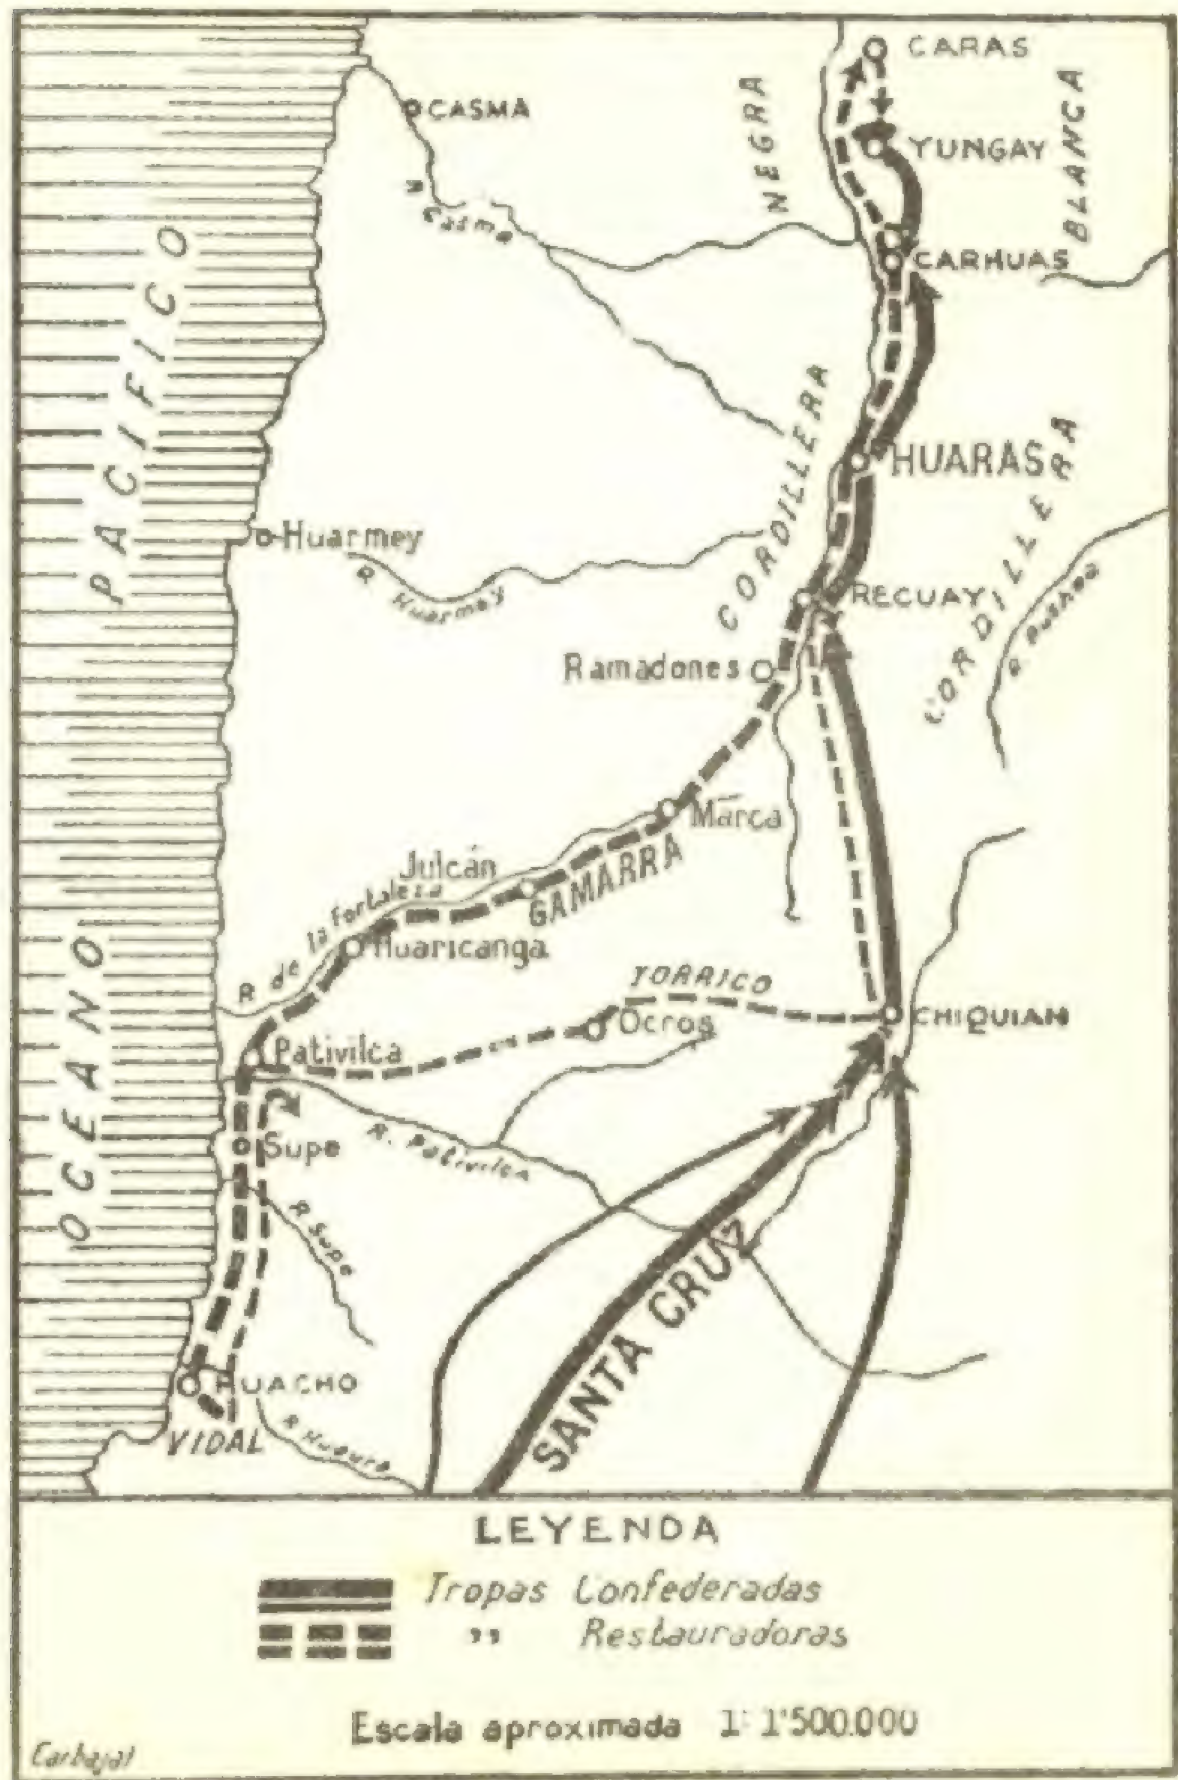 CARAS
CASMA
NEGRA
YUNGAY
BLANCA
R Casma
CARHUAS
OCEANO PACIFICO
CORDILLERA
HUARAS
Huarmey
R. Huarmey
RECUAY
CORDILLERA
Ramadones
Marca
Julcán
GAMARRA
R de la Fortalesa
Huaricanga
TORRICO
Ocros
CHIQUIAN
Pativilca
Supe
R. Pativilca
R Supe
SANTA CRUZ
HUACHO
VIDAL
R. Huaura
LEYENDA
Tropas Confederadas
" Restauradoras
Escala aproximada 1: 1'500.000
Carbajal